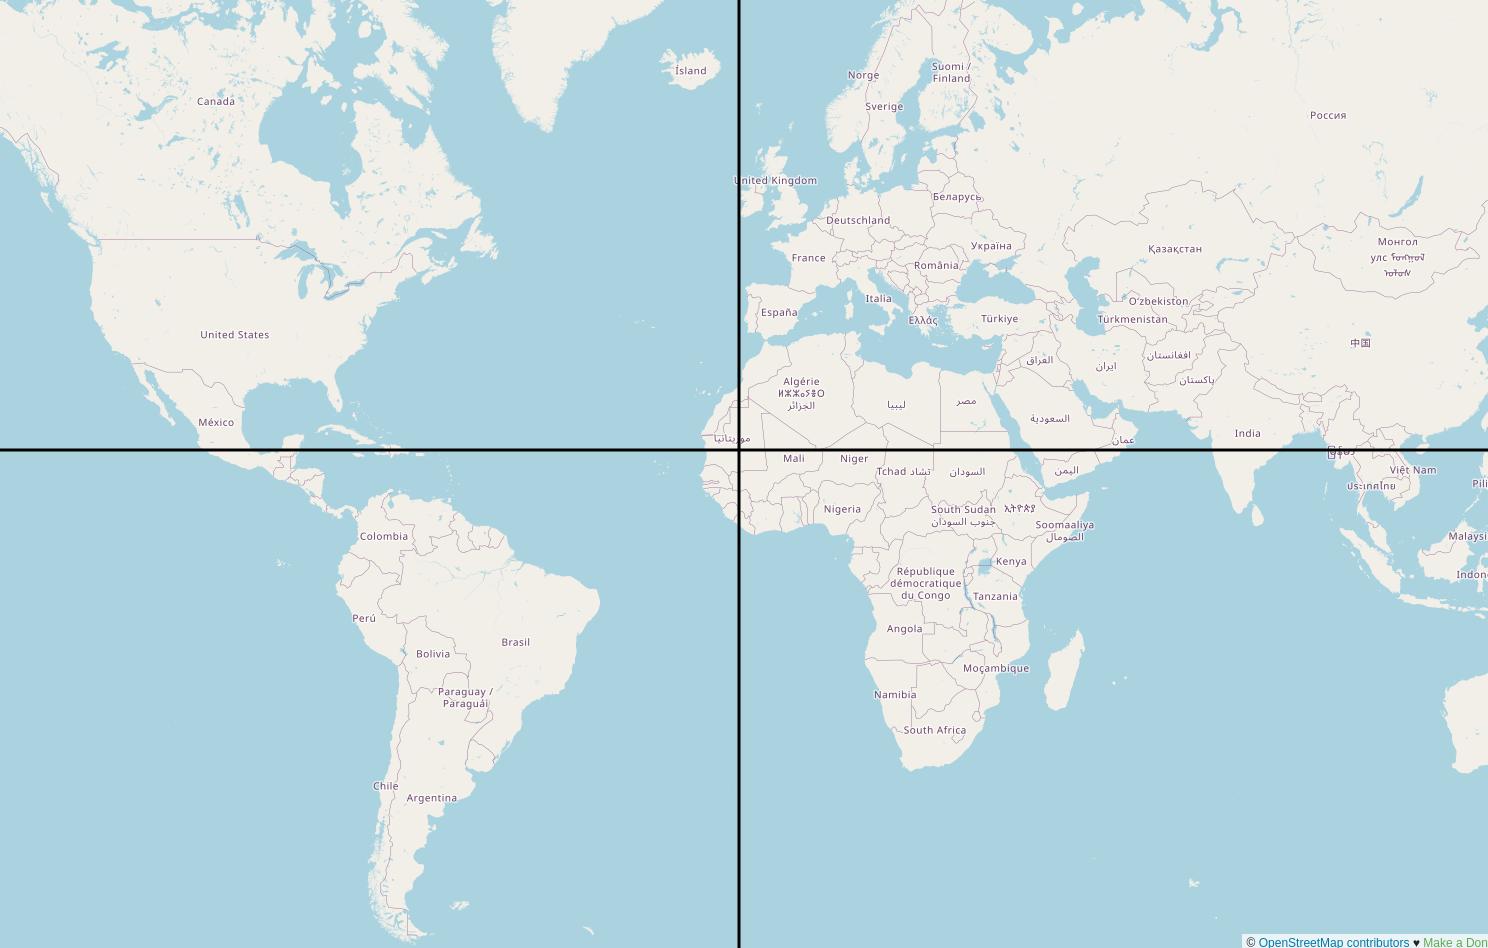 Ísland
Norge
Suomi /
Finland
Sverige
Canada
Россия
United Kingdom
Беларусь
Deutschland
Україна
Қазақстан
Монгол
улс ᠮᠣᠩᠭᠣᠯ
ᠤᠯᠤᠰ
France
România
España
Italia
Ελλάς
Türkiye
Oʻzbekiston
Türkmenistan
United States
中国
العراق
ایران
افغانستان
پاکستان
Algérie
ⵍⵣⵣⴰⵢⴻⵔ
الجزائر
ليبيا
مصر
السعودية
México
موريتانيا
India
عمان
Mali
Niger
Tchad تشاد
السودان
اليمن
Việt Nam
ประเทศไทย
Pili
Nigeria
South Sudan
جنوب السودان
ኢትዮጵያ
Soomaaliya
الصومال
Colombia
Malaysi
République
démocratique
du Congo
Kenya
Indon
Tanzania
Perú
Angola
Brasil
Bolivia
Moçambique
Paraguay /
Paraguái
Namibia
South Africa
Chile
Argentina
© OpenStreetMap contributors ♥ Make a Don